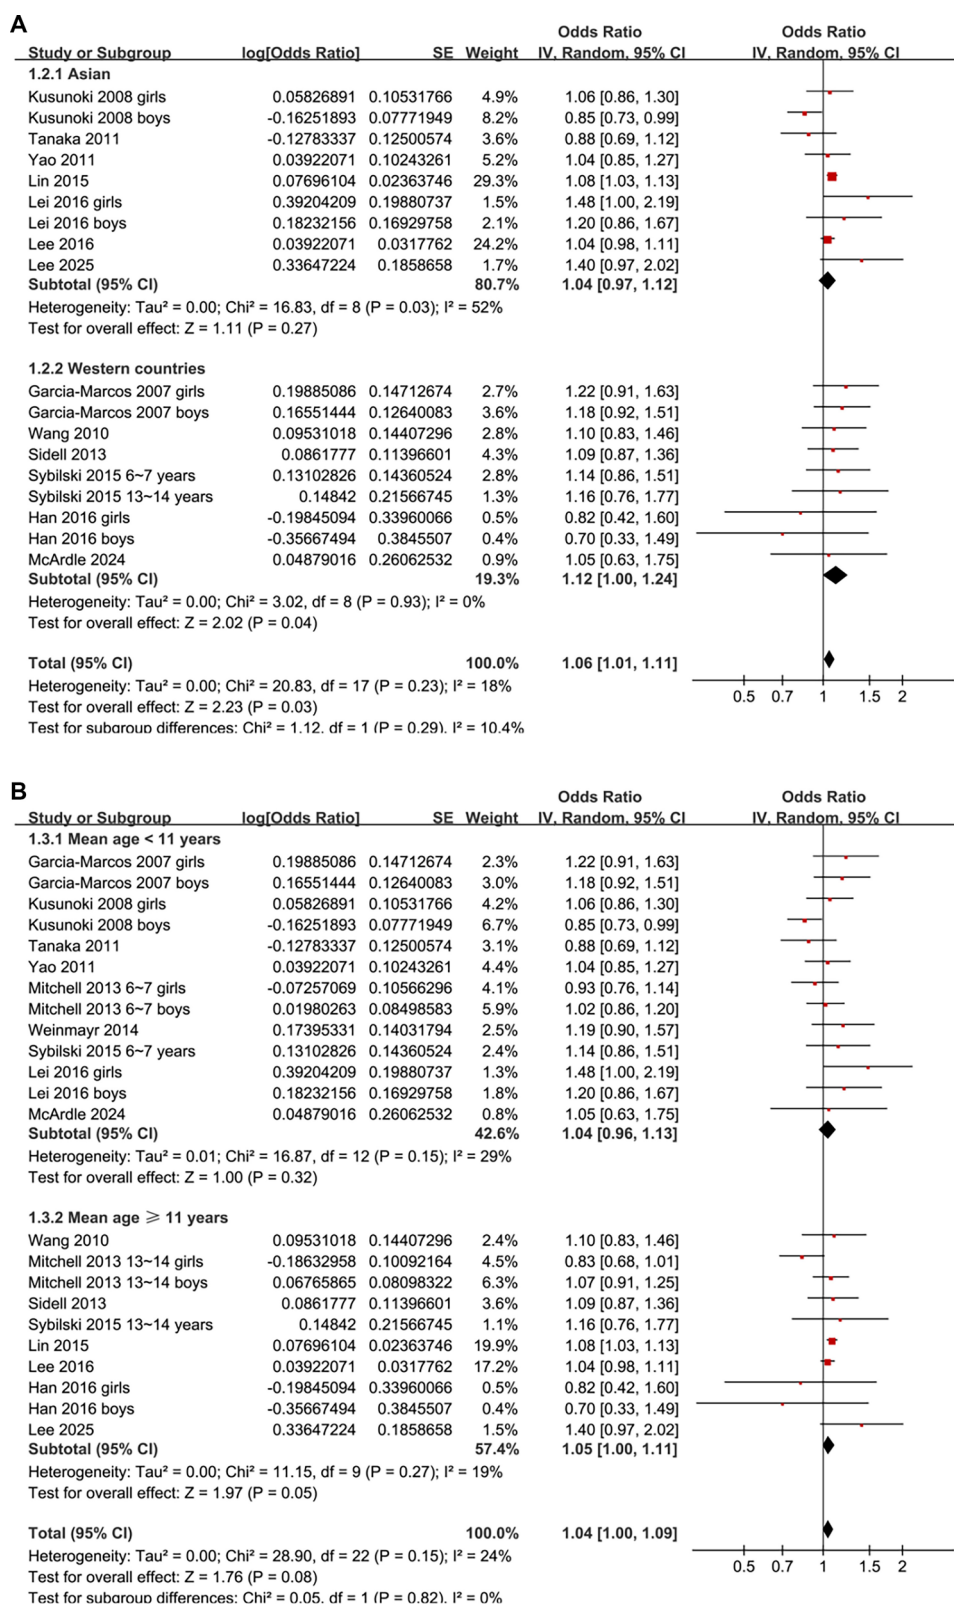 A
Odds Ratio Odds Ratio
Study or Subgroup log[Odds Ratio] SE Weight IV, Random, 95% CI IV, Random, 95% CI
1.2.1 Asian
Kusunoki 2008 girls 0.05826891 0.10531766 4.9% 1.06 [0.86, 1.30]
Kusunoki 2008 boys -0.16251893 0.07771949 8.2% 0.85 [0.73, 0.99]
Tanaka 2011 -0.12783337 0.12500574 3.6% 0.88 [0.69, 1.12]
Yao 2011 0.03922071 0.10243261 5.2% 1.04 [0.85, 1.27]
Lin 2015 0.07696104 0.02363746 29.3% 1.08 [1.03, 1.13]
Lei 2016 girls 0.39204209 0.19880737 1.5% 1.48 [1.00, 2.19]
Lei 2016 boys 0.18232156 0.16929758 2.1% 1.20 [0.86, 1.67]
Lee 2016 0.03922071 0.0317762 24.2% 1.04 [0.98, 1.11]
Lee 2025 0.33647224 0.1858658 1.7% 1.40 [0.97, 2.02]
Subtotal (95% CI) 80.7% 1.04 [0.97, 1.12]
Heterogeneity: Tau² = 0.00; Chi² = 16.83, df = 8 (P = 0.03); I² = 52%
Test for overall effect: Z = 1.11 (P = 0.27)
1.2.2 Western countries
Garcia-Marcos 2007 girls 0.19885086 0.14712674 2.7% 1.22 [0.91, 1.63]
Garcia-Marcos 2007 boys 0.16551444 0.12640083 3.6% 1.18 [0.92, 1.51]
Wang 2010 0.09531018 0.14407296 2.8% 1.10 [0.83, 1.46]
Sidell 2013 0.0861777 0.11396601 4.3% 1.09 [0.87, 1.36]
Sybilski 2015 6~7 years 0.13102826 0.14360524 2.8% 1.14 [0.86, 1.51]
Sybilski 2015 13~14 years 0.14842 0.21566745 1.3% 1.16 [0.76, 1.77]
Han 2016 girls -0.19845094 0.33960066 0.5% 0.82 [0.42, 1.60]
Han 2016 boys -0.35667494 0.3845507 0.4% 0.70 [0.33, 1.49]
McArdle 2024 0.04879016 0.26062532 0.9% 1.05 [0.63, 1.75]
Subtotal (95% CI) 19.3% 1.12 [1.00, 1.24]
Heterogeneity: Tau² = 0.00; Chi² = 3.02, df = 8 (P = 0.93); I² = 0%
Test for overall effect: Z = 2.02 (P = 0.04)
Total (95% CI) 100.0% 1.06 [1.01, 1.11]
Heterogeneity: Tau² = 0.00; Chi² = 20.83, df = 17 (P = 0.23); I² = 18%
Test for overall effect: Z = 2.23 (P = 0.03)
Test for subgroup differences: Chi² = 1.12, df = 1 (P = 0.29), I² = 10.4%
0.5 0.7 1 1.5 2
B
Odds Ratio Odds Ratio
Study or Subgroup log[Odds Ratio] SE Weight IV, Random, 95% CI IV, Random, 95% CI
1.3.1 Mean age < 11 years
Garcia-Marcos 2007 girls 0.19885086 0.14712674 2.3% 1.22 [0.91, 1.63]
Garcia-Marcos 2007 boys 0.16551444 0.12640083 3.0% 1.18 [0.92, 1.51]
Kusunoki 2008 girls 0.05826891 0.10531766 4.2% 1.06 [0.86, 1.30]
Kusunoki 2008 boys -0.16251893 0.07771949 6.7% 0.85 [0.73, 0.99]
Tanaka 2011 -0.12783337 0.12500574 3.1% 0.88 [0.69, 1.12]
Yao 2011 0.03922071 0.10243261 4.4% 1.04 [0.85, 1.27]
Mitchell 2013 6~7 girls -0.07257069 0.10566296 4.1% 0.93 [0.76, 1.14]
Mitchell 2013 6~7 boys 0.01980263 0.08498583 5.9% 1.02 [0.86, 1.20]
Weinmayr 2014 0.17395331 0.14031794 2.5% 1.19 [0.90, 1.57]
Sybilski 2015 6~7 years 0.13102826 0.14360524 2.4% 1.14 [0.86, 1.51]
Lei 2016 girls 0.39204209 0.19880737 1.3% 1.48 [1.00, 2.19]
Lei 2016 boys 0.18232156 0.16929758 1.8% 1.20 [0.86, 1.67]
McArdle 2024 0.04879016 0.26062532 0.8% 1.05 [0.63, 1.75]
Subtotal (95% CI) 42.6% 1.04 [0.96, 1.13]
Heterogeneity: Tau² = 0.01; Chi² = 16.87, df = 12 (P = 0.15); I² = 29%
Test for overall effect: Z = 1.00 (P = 0.32)
1.3.2 Mean age ⩾ 11 years
Wang 2010 0.09531018 0.14407296 2.4% 1.10 [0.83, 1.46]
Mitchell 2013 13~14 girls -0.18632958 0.10092164 4.5% 0.83 [0.68, 1.01]
Mitchell 2013 13~14 boys 0.06765865 0.08098322 6.3% 1.07 [0.91, 1.25]
Sidell 2013 0.0861777 0.11396601 3.6% 1.09 [0.87, 1.36]
Sybilski 2015 13~14 years 0.14842 0.21566745 1.1% 1.16 [0.76, 1.77]
Lin 2015 0.07696104 0.02363746 19.9% 1.08 [1.03, 1.13]
Lee 2016 0.03922071 0.0317762 17.2% 1.04 [0.98, 1.11]
Han 2016 girls -0.19845094 0.33960066 0.5% 0.82 [0.42, 1.60]
Han 2016 boys -0.35667494 0.3845507 0.4% 0.70 [0.33, 1.49]
Lee 2025 0.33647224 0.1858658 1.5% 1.40 [0.97, 2.02]
Subtotal (95% CI) 57.4% 1.05 [1.00, 1.11]
Heterogeneity: Tau² = 0.00; Chi² = 11.15, df = 9 (P = 0.27); I² = 19%
Test for overall effect: Z = 1.97 (P = 0.05)
Total (95% CI) 100.0% 1.04 [1.00, 1.09]
Heterogeneity: Tau² = 0.00; Chi² = 28.90, df = 22 (P = 0.15); I² = 24%
Test for overall effect: Z = 1.76 (P = 0.08)
Test for subgroup differences: Chi² = 0.05, df = 1 (P = 0.82), I² = 0%
0.5 0.7 1 1.5 2